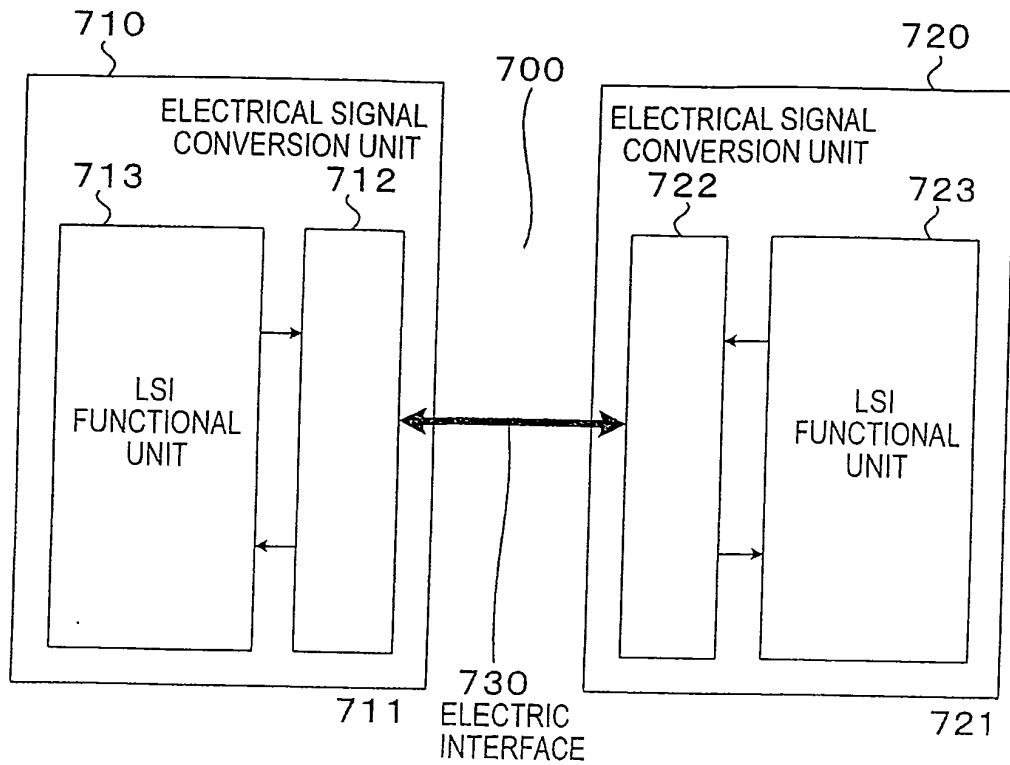 710
700
720
ELECTRICAL SIGNAL
CONVERSION UNIT
ELECTRICAL SIGNAL
CONVERSION UNIT
713
712
722
723
LSI
FUNCTIONAL
UNIT
LSI
FUNCTIONAL
UNIT
711
730
ELECTRIC
INTERFACE
721